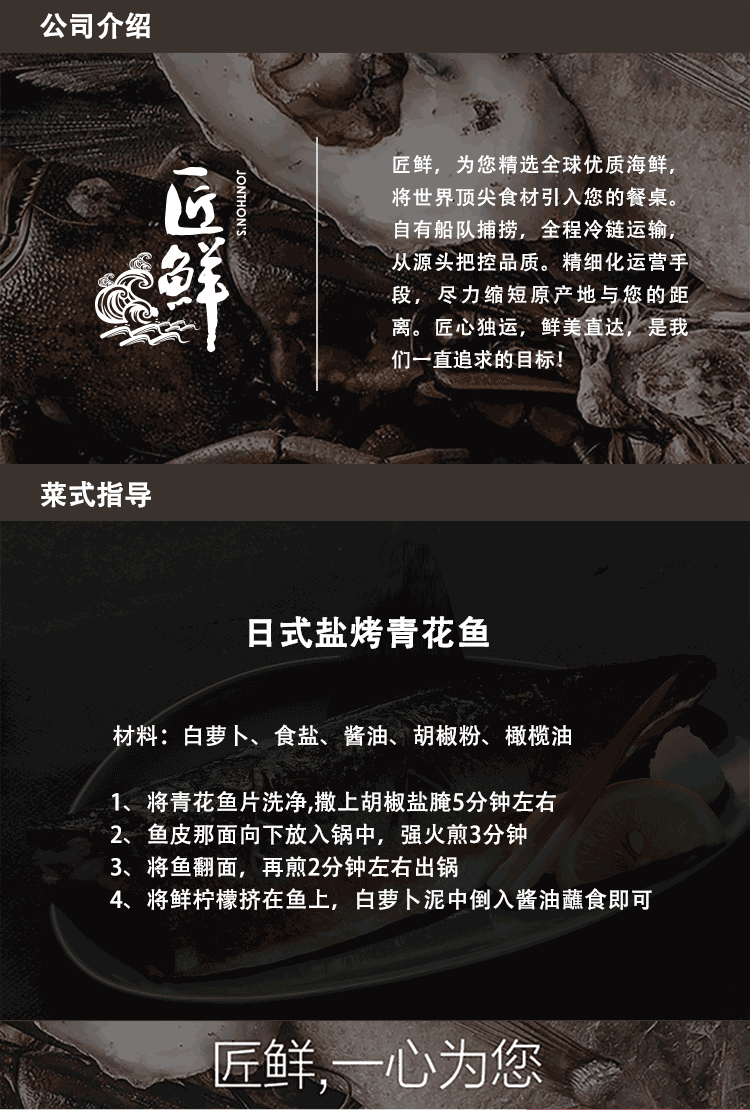 公司介绍
匠鲜
JONTHON'S
匠鲜，为您精选全球优质海鲜，
将世界顶尖食材引入您的餐桌。
自有船队捕捞，全程冷链运输，
从源头把控品质。精细化运营手
段，尽力缩短原产地与您的距
离。匠心独运，鲜美直达，是我
们一直追求的目标！
菜式指导
日式盐烤青花鱼
材料：白萝卜、食盐、酱油、胡椒粉、橄榄油
1、将青花鱼片洗净,撒上胡椒盐腌5分钟左右
2、鱼皮那面向下放入锅中，强火煎3分钟
3、将鱼翻面，再煎2分钟左右出锅
4、将鲜柠檬挤在鱼上，白萝卜泥中倒入酱油蘸食即可
匠鲜,一心为您